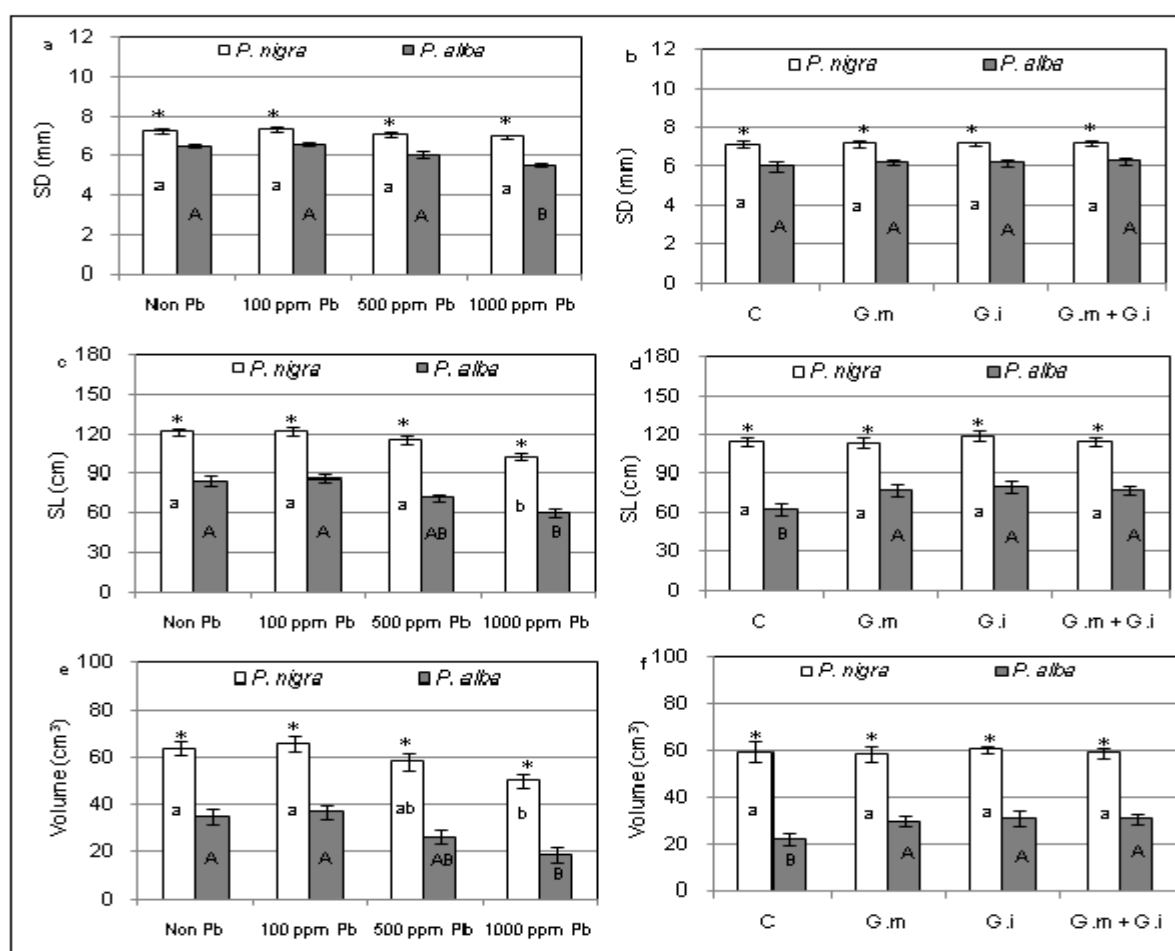 a
P. nigra P. allba
SD (mm)
12
10
8
6
4
2
0
* * * *
a A a A a A a B
Non Pb 100 ppm Pb 500 ppm Pb 1000 ppm Pb
b
P. nigra P. alba
SD (mm)
12
10
8
6
4
2
0
* * * *
a A a A a A a A
C G.m G.i G.m + G.i
c
P. nigra P. alba
SL (cm)
180
150
120
90
60
30
0
* * * *
a A a A a AB b B
Non Pb 100 ppm Pb 500 ppm Pb 1000 ppm Pb
d
P. nigra P. alba
SL (cm)
180
150
120
90
60
30
0
* * * *
a B a A a A a A
C G.m G.i G.m + G.i
e
P. nigra P. alba
Volume (cm³)
100
80
60
40
20
0
* * * *
a A a A ab AB b B
Non Pb 100 ppm Pb 500 ppm Plb 1000 ppm Pb
f
P. nigra P. alba
Volume (cm³)
100
80
60
40
20
0
* * * *
a B a A a A a A
C G.m G.i G.m + G.i